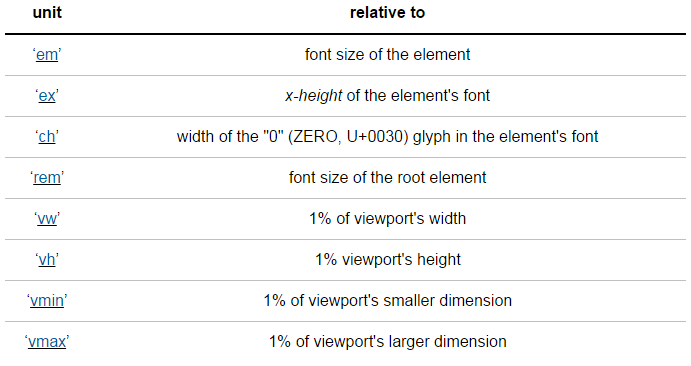 unit relative to
‘em’ font size of the element
‘ex’ x-height of the element's font
‘ch’ width of the "0" (ZERO, U+0030) glyph in the element's font
‘rem’ font size of the root element
‘vw’ 1% of viewport's width
‘vh’ 1% viewport's height
‘vmin’ 1% of viewport's smaller dimension
‘vmax’ 1% of viewport's larger dimension